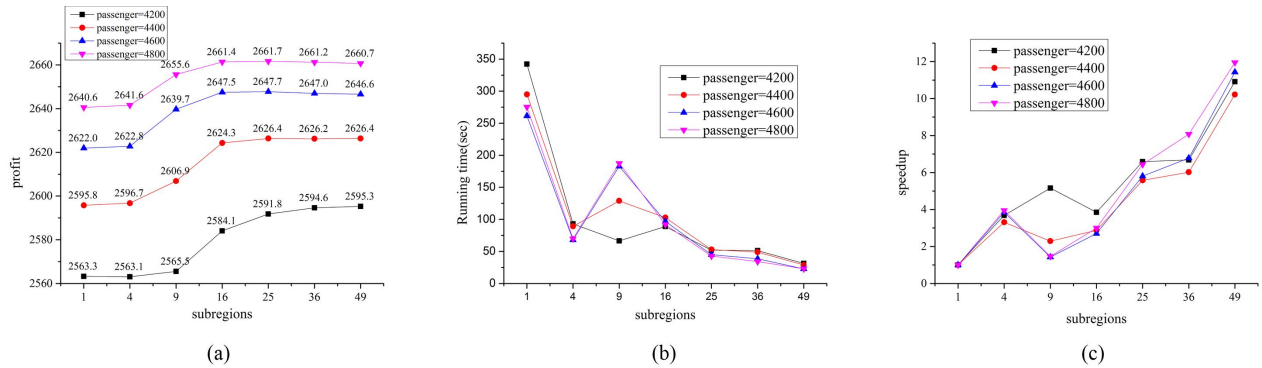 passenger=4200
passenger=4400
passenger=4600
passenger=4800
2660
2640
2620
2600
2580
2560
profit
2640.6
2641.6
2655.6
2661.4
2661.7
2661.2
2660.7
2622.0
2622.8
2639.7
2647.5
2647.7
2647.0
2646.6
2595.8
2596.7
2606.9
2624.3
2626.4
2626.2
2626.4
2563.3
2563.1
2565.5
2584.1
2591.8
2594.6
2595.3
1 4 9 16 25 36 49
subregions
(a)
350
300
250
200
150
100
50
0
Running time(sec)
passenger=4200
passenger=4400
passenger=4600
passenger=4800
1 4 9 16 25 36 49
subregions
(b)
12
10
8
6
4
2
0
speedup
passenger=4200
passenger=4400
passenger=4600
passenger=4800
1 4 9 16 25 36 49
subregions
(c)